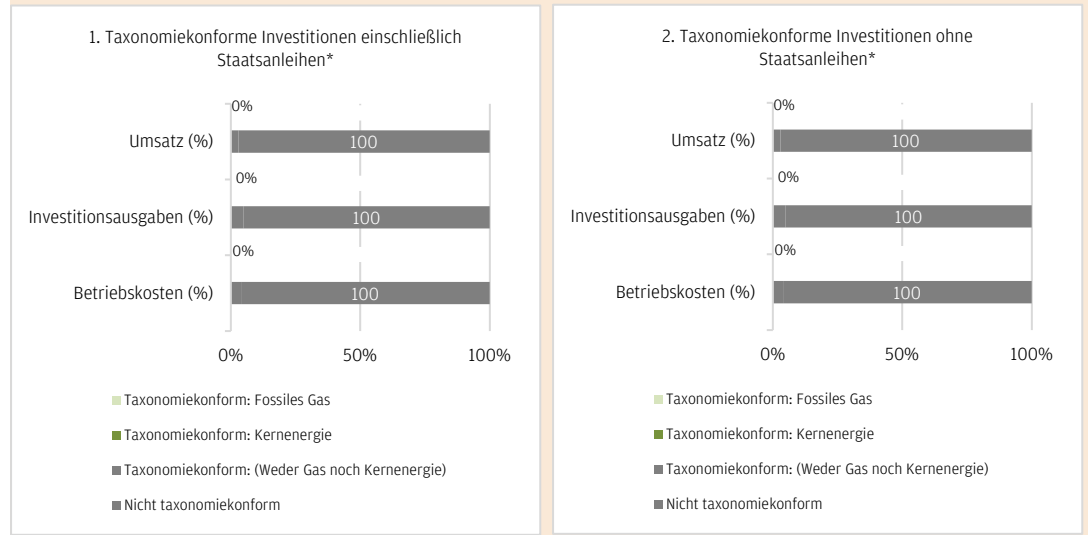 1. Taxonomiekonforme Investitionen einschließlich
Staatsanleihen*
0%
Umsatz (%)
100
0%
Investitionsausgaben (%)
100
0%
Betriebskosten (%)
100
0%
50%
100%
Taxonomiekonform: Fossiles Gas
Taxonomiekonform: Kernenergie
Taxonomiekonform: (Weder Gas noch Kernenergie)
Nicht taxonomiekonform
2. Taxonomiekonforme Investitionen ohne
Staatsanleihen*
0%
Umsatz (%)
100
0%
Investitionsausgaben (%)
100
0%
Betriebskosten (%)
100
0%
50%
100%
Taxonomiekonform: Fossiles Gas
Taxonomiekonform: Kernenergie
Taxonomiekonform: (Weder Gas noch Kernenergie)
Nicht taxonomiekonform